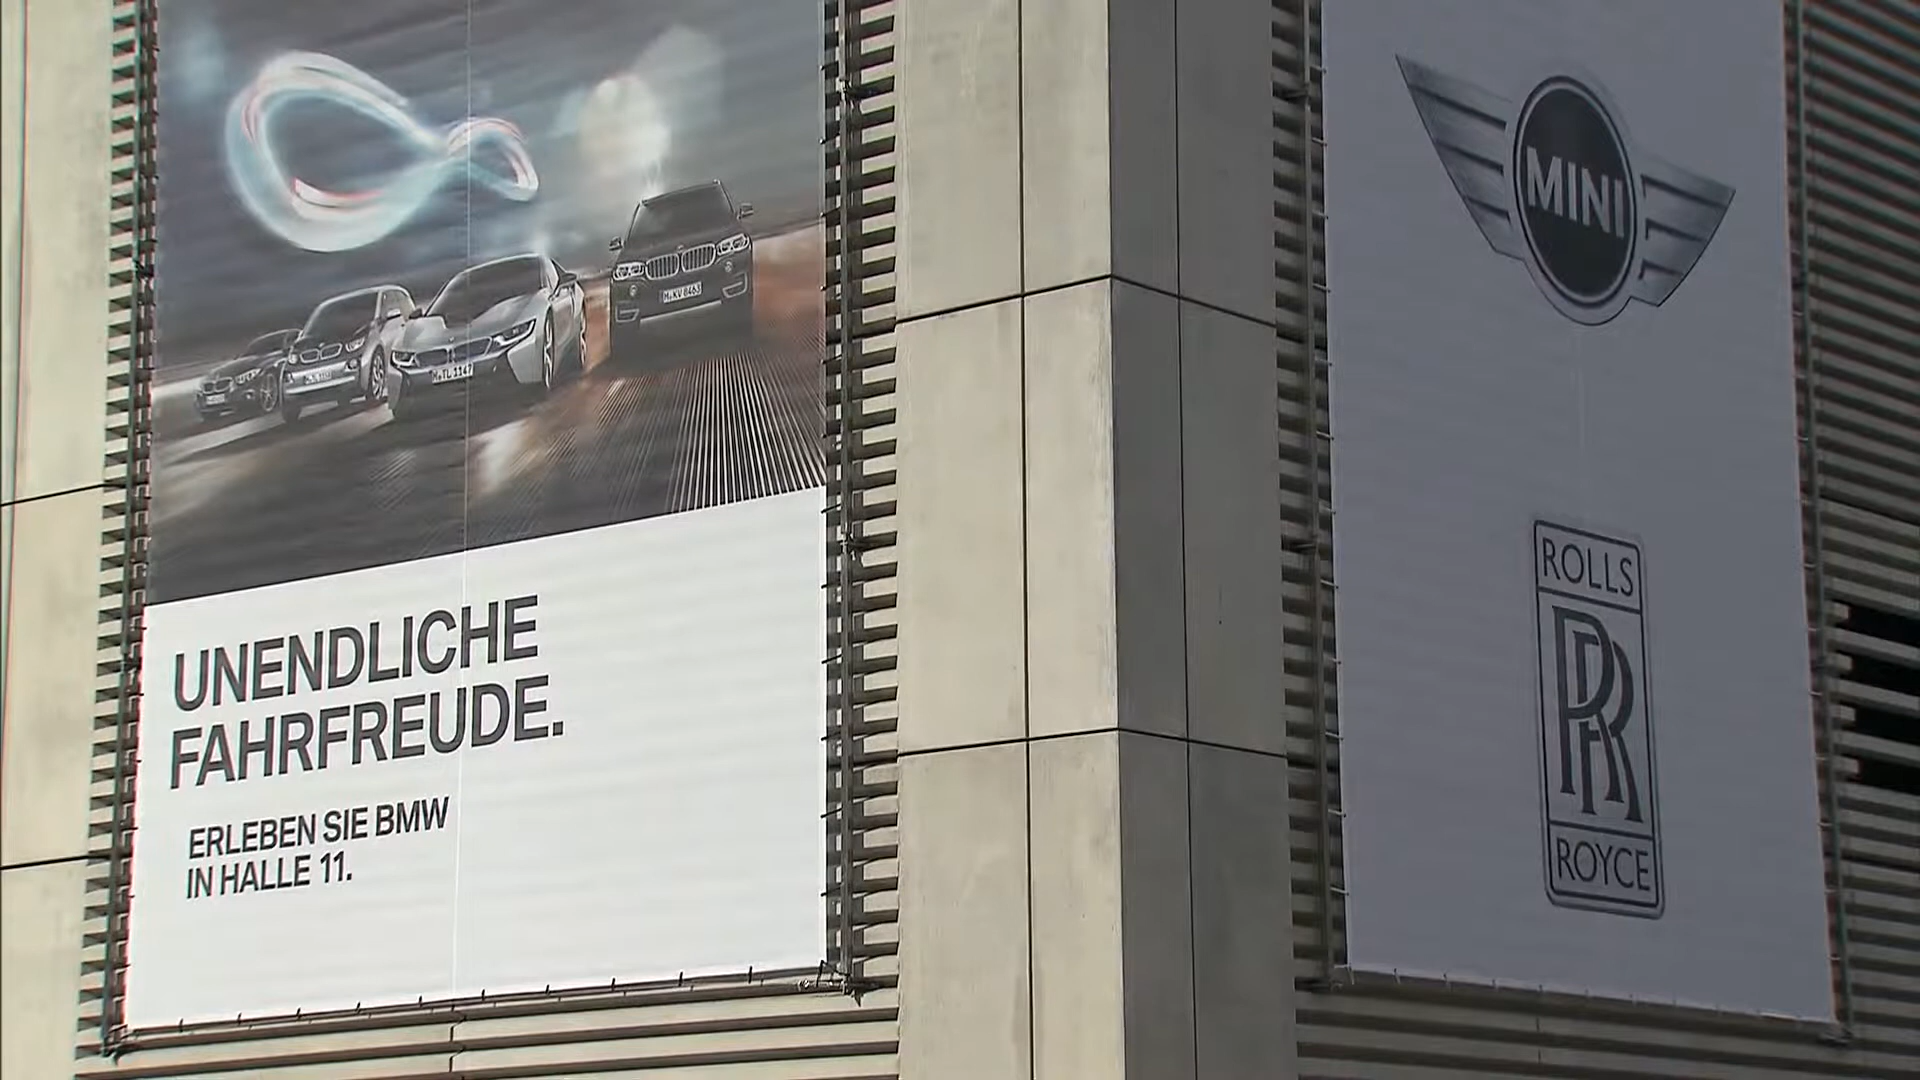 UNENDLICHE
FAHRFREUDE.
ERLEBEN SIE BMW
IN HALLE 11.
MINI
ROLLS
RR
ROYCE